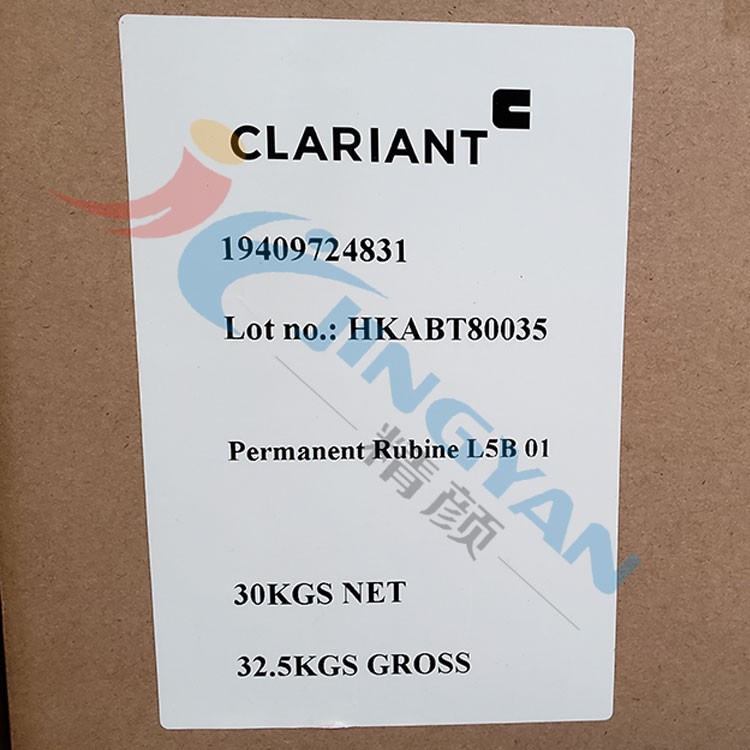 CLARIANT
19409724831
Lot no.: HKABT80035
JINGYAN
精颜
Permanent Rubine L5B 01
30KGS NET
32.5KGS GROSS